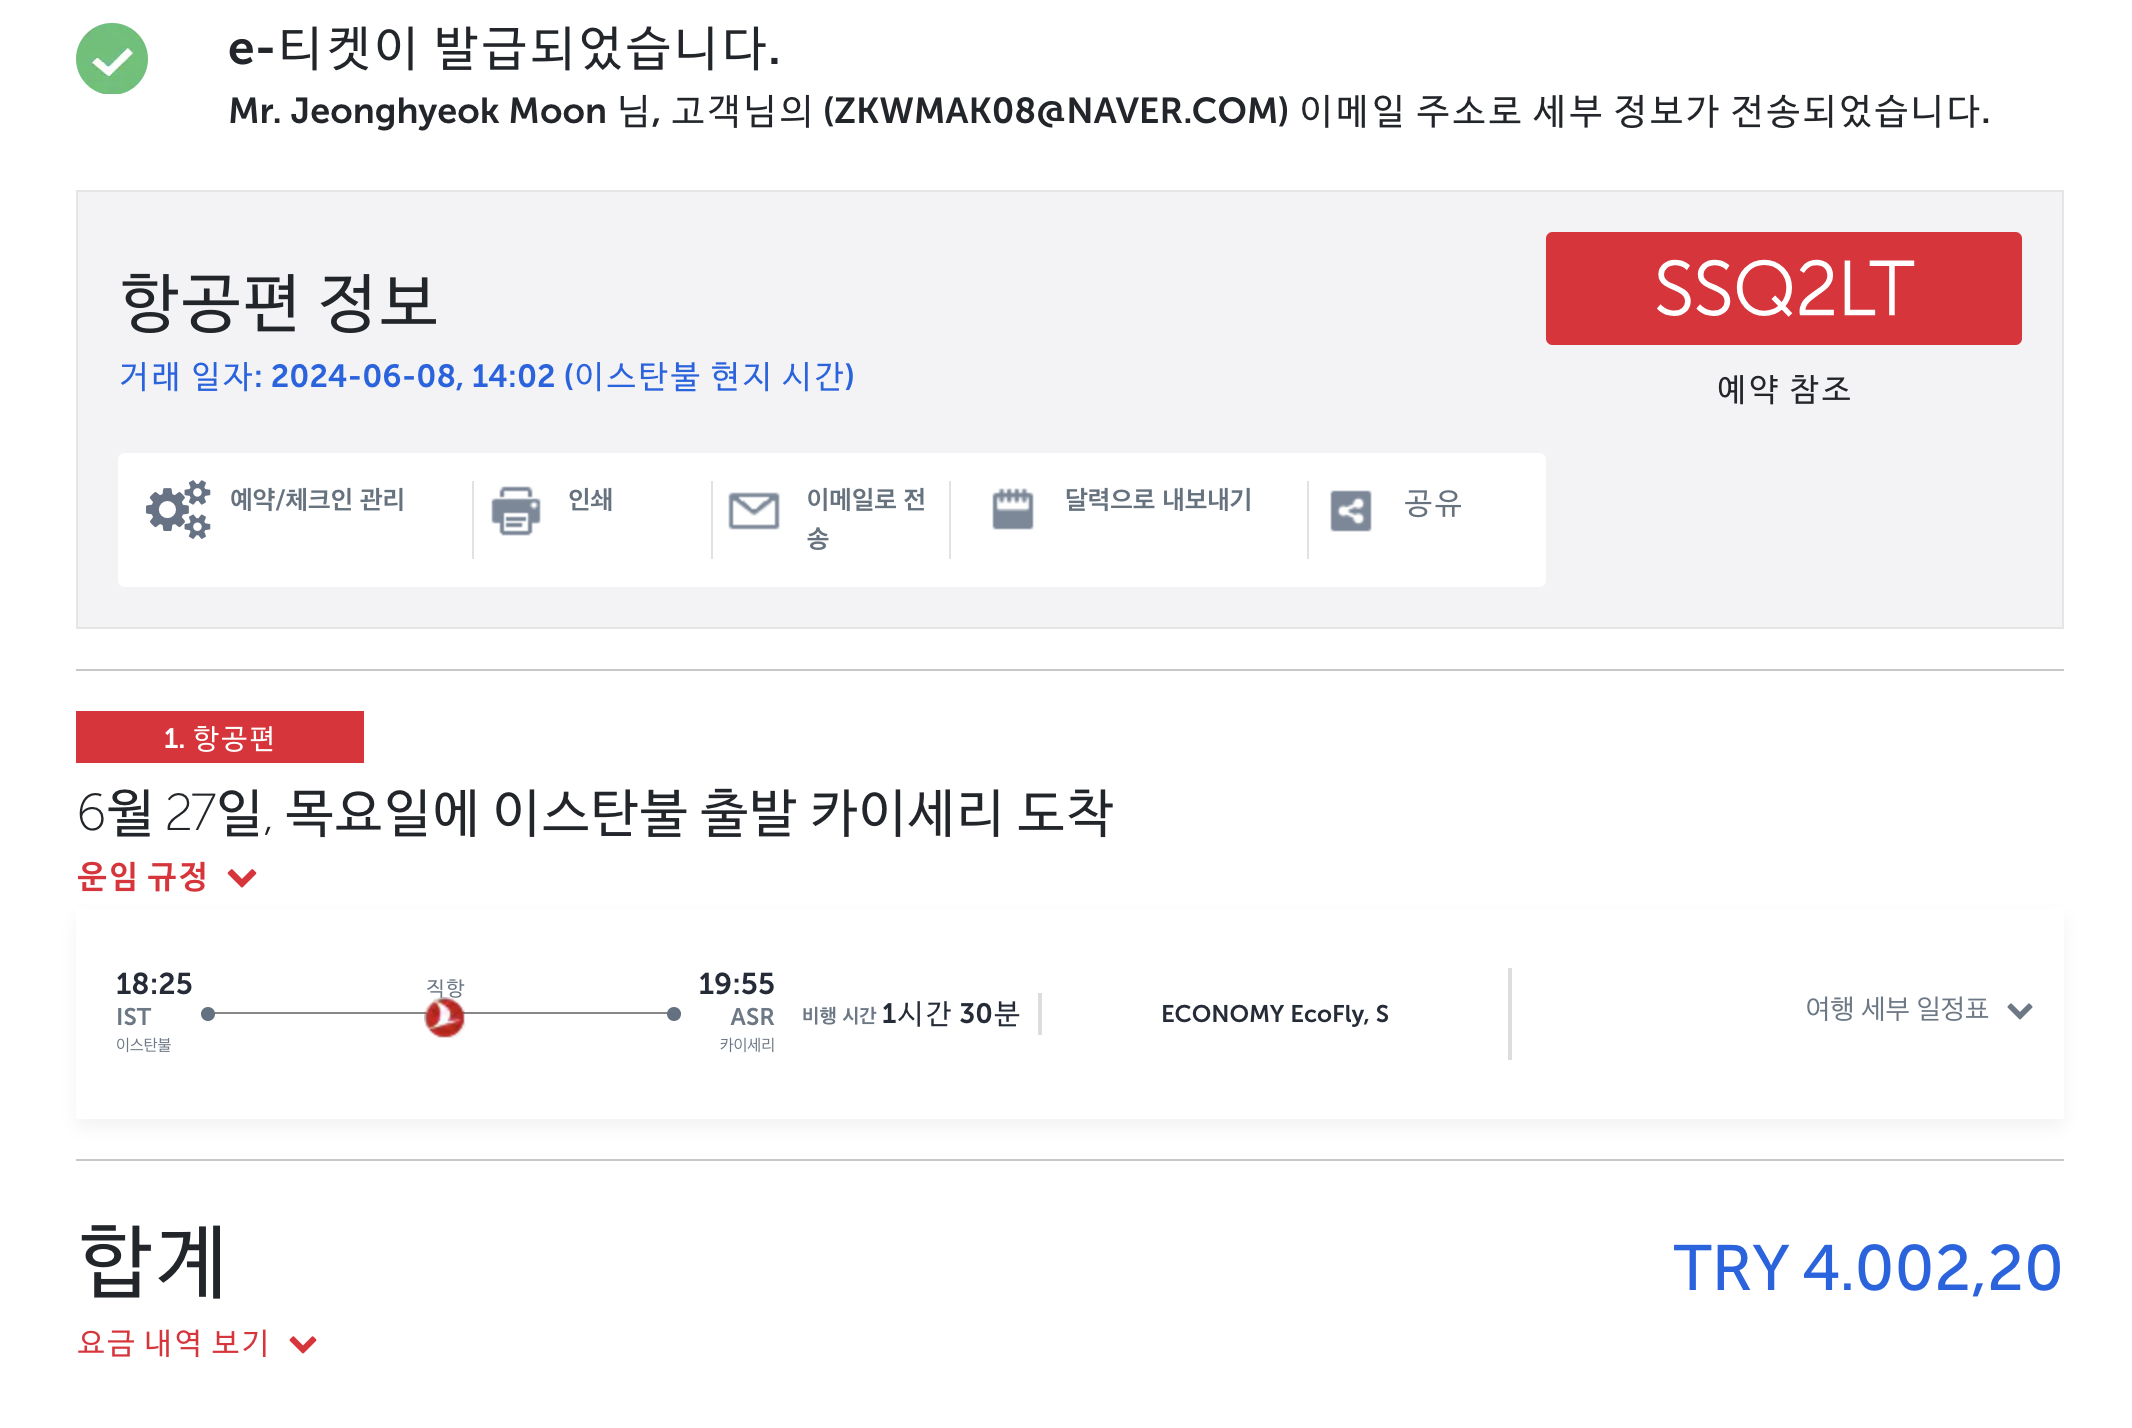 e-티켓이 발급되었습니다.
Mr. Jeonghyeok Moon 님, 고객님의 (ZKWMAK08@NAVER.COM) 이메일 주소로 세부 정보가 전송되었습니다.
항공편 정보
거래 일자: 2024-06-08, 14:02 (이스탄불 현지 시간)
SSQ2LT
예약 참조
예약/체크인 관리
인쇄
이메일로 전
송
달력으로 내보내기
공유
1. 항공편
6월 27일, 목요일에 이스탄불 출발 카이세리 도착
운임 규정
18:25
IST
이스탄불
직항
19:55
ASR
카이세리
비행 시간 1시간 30분
ECONOMY EcoFly, S
여행 세부 일정표
합계
TRY 4.002,20
요금 내역 보기